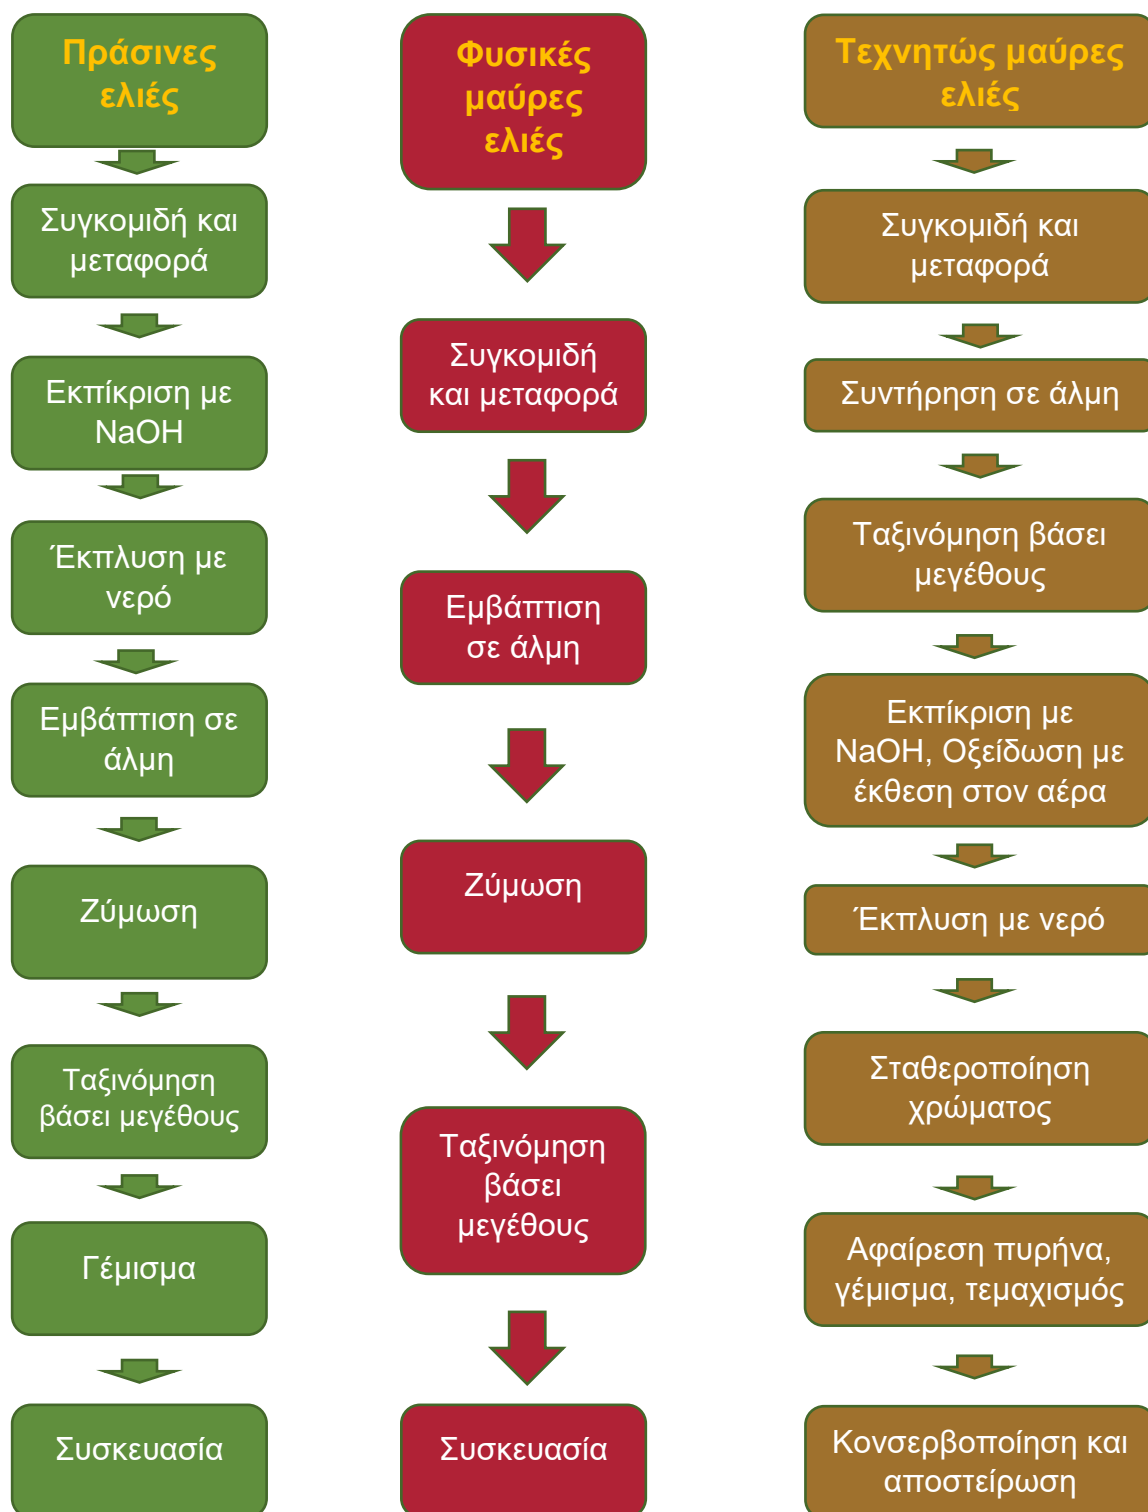 Πράσινες
ελιές
Συγκομιδή και
μεταφορά
Εκπίκριση με
NaOH
Έκπλυση με
νερό
Εμβάπτιση σε
άλμη
Ζύμωση
Ταξινόμηση
βάσει μεγέθους
Γέμισμα
Συσκευασία
Φυσικές
μαύρες
ελιές
Συγκομιδή
και μεταφορά
Εμβάπτιση
σε άλμη
Ζύμωση
Ταξινόμηση
βάσει
μεγέθους
Συσκευασία
Τεχνητώς μαύρες
ελιές
Συγκομιδή και
μεταφορά
Συντήρηση σε άλμη
Ταξινόμηση βάσει
μεγέθους
Εκπίκριση με
NaOH, Οξείδωση με
έκθεση στον αέρα
Έκπλυση με νερό
Σταθεροποίηση
χρώματος
Αφαίρεση πυρήνα,
γέμισμα, τεμαχισμός
Κονσερβοποίηση και
αποστείρωση